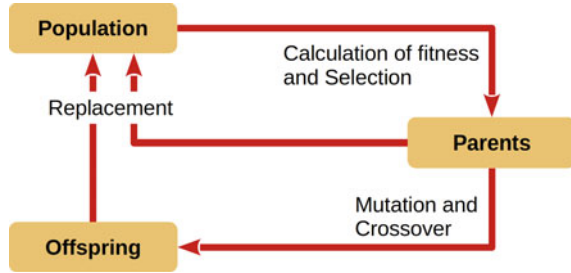 Population
Calculation of fitness
and Selection
Replacement
Parents
Mutation and
Crossover
Offspring